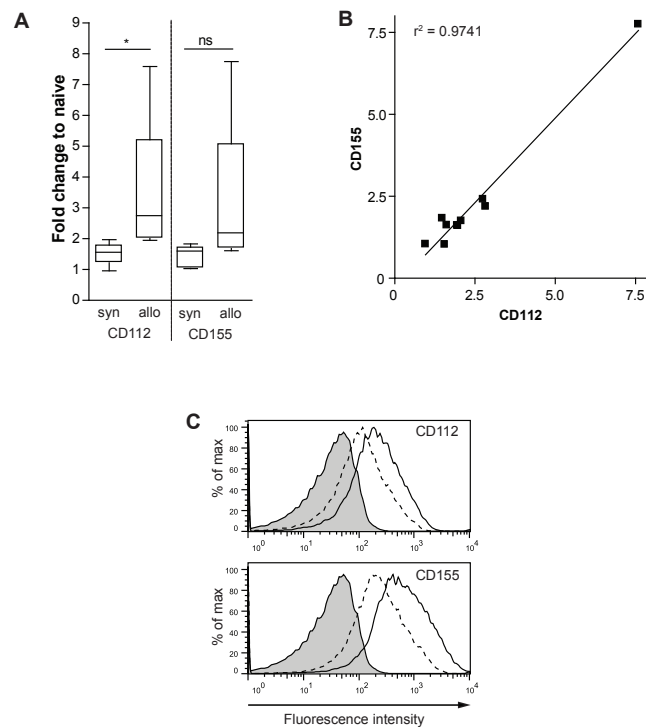 A
Fold change to naive
9
8
7
6
5
4
3
2
1
0
*
ns
syn allo syn allo
CD112 CD155
B
r² = 0.9741
CD155
7.5
5.0
2.5
0
0 2.5 5.0 7.5
CD112
C
CD112
% of max
100
80
60
40
20
0
10⁰ 10¹ 10² 10³ 10⁴
CD155
% of max
100
80
60
40
20
0
10⁰ 10¹ 10² 10³ 10⁴
Fluorescence intensity